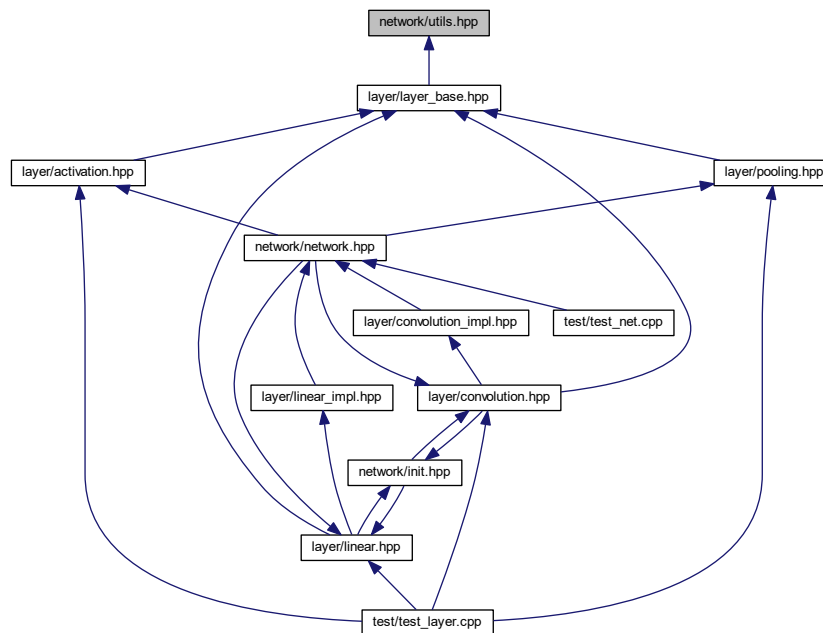 network/utils.hpp
layer/layer_base.hpp
layer/activation.hpp
layer/pooling.hpp
network/network.hpp
layer/convolution_impl.hpp
test/test_net.cpp
layer/linear_impl.hpp
layer/convolution.hpp
network/init.hpp
layer/linear.hpp
test/test_layer.cpp